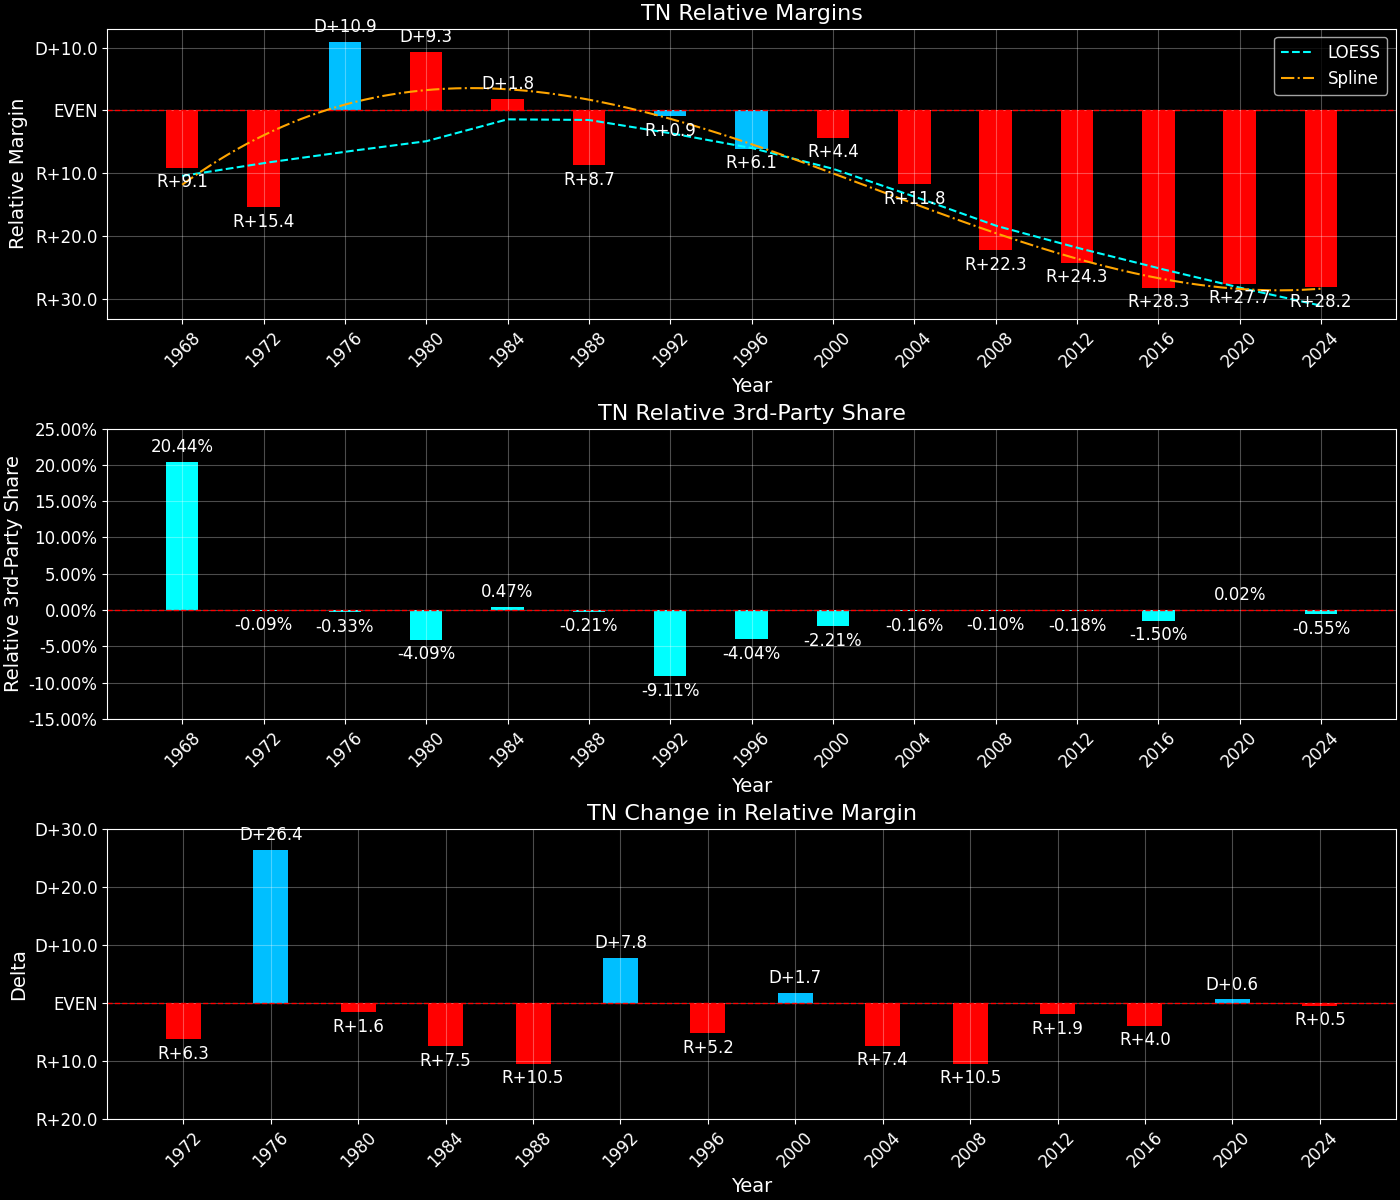 TN Relative Margins
Relative Margin
D+10.0
EVEN
R+10.0
R+20.0
R+30.0
R+9.1
R+15.4
D+10.9
D+9.3
D+1.8
R+8.7
R+0.9
R+6.1
R+4.4
R+11.8
R+22.3
R+24.3
R+28.3
R+27.7
R+28.2
LOESS
Spline
1968 1972 1976 1980 1984 1988 1992 1996 2000 2004 2008 2012 2016 2020 2024
Year
TN Relative 3rd-Party Share
Relative 3rd-Party Share
25.00%
20.00%
15.00%
10.00%
5.00%
0.00%
-5.00%
-10.00%
-15.00%
20.44%
-0.09%
-0.33%
-4.09%
0.47%
-0.21%
-9.11%
-4.04%
-2.21%
-0.16%
-0.10%
-0.18%
-1.50%
0.02%
-0.55%
1968 1972 1976 1980 1984 1988 1992 1996 2000 2004 2008 2012 2016 2020 2024
Year
TN Change in Relative Margin
Delta
D+30.0
D+20.0
D+10.0
EVEN
R+10.0
R+20.0
R+6.3
D+26.4
R+1.6
R+7.5
R+10.5
D+7.8
R+5.2
D+1.7
R+7.4
R+10.5
R+1.9
R+4.0
D+0.6
R+0.5
1972 1976 1980 1984 1988 1992 1996 2000 2004 2008 2012 2016 2020 2024
Year